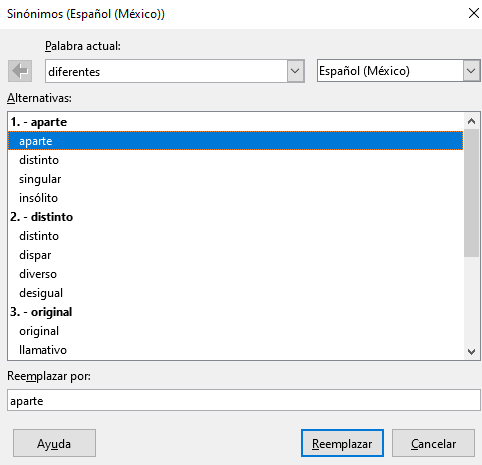 Sinónimos (Español (México))
Palabra actual:
diferentes
Español (México)
Alternativas:
1. - aparte
aparte
distinto
singular
insólito
2. - distinto
distinto
dispar
diverso
desigual
3. - original
original
llamativo
Reemplazar por:
aparte
Ayuda
Reemplazar
Cancelar